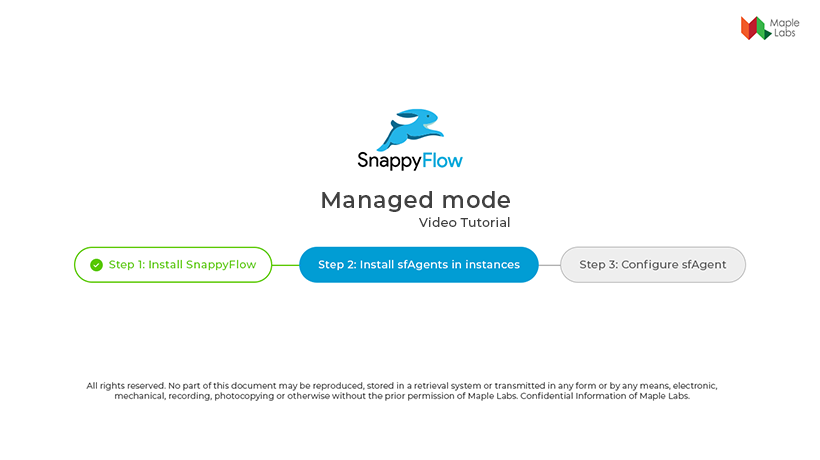 Maple
Labs
SnappyFlow
Managed mode
Video Tutorial
Step 1: Install SnappyFlow
Step 2: Install sfAgents in instances
Step 3: Configure sfAgent
All rights reserved. No part of this document may be reproduced, stored in a retrieval system or transmitted in any form or by any means, electronic,
mechanical, recording, photocopying or otherwise without the prior permission of Maple Labs. Confidential Information of Maple Labs.